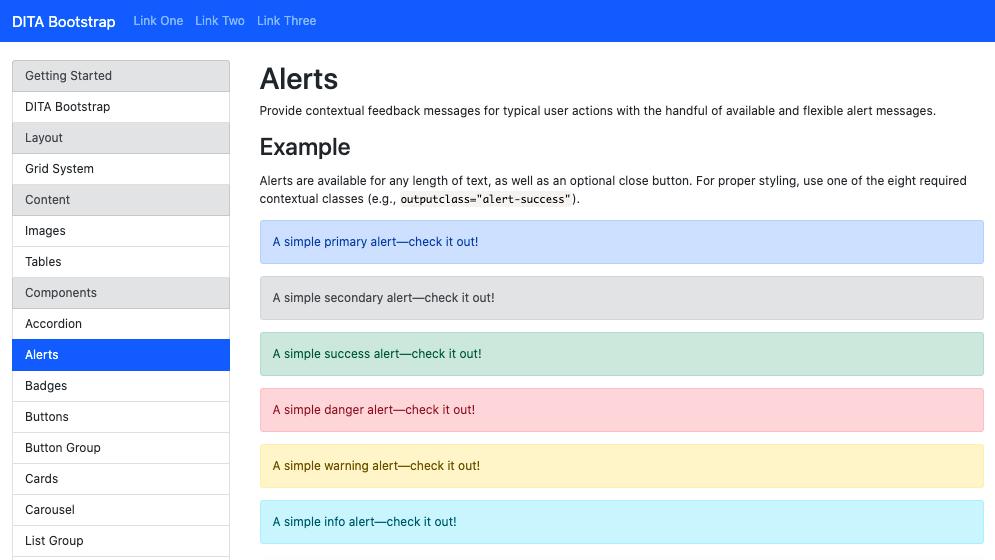 DITA Bootstrap Link One Link Two Link Three
Getting Started
DITA Bootstrap
Layout
Grid System
Content
Images
Tables
Components
Accordion
Alerts
Badges
Buttons
Button Group
Cards
Carousel
List Group
Alerts
Provide contextual feedback messages for typical user actions with the handful of available and flexible alert messages.
Example
Alerts are available for any length of text, as well as an optional close button. For proper styling, use one of the eight required
contextual classes (e.g., outputclass="alert-success").
A simple primary alert—check it out!
A simple secondary alert—check it out!
A simple success alert—check it out!
A simple danger alert—check it out!
A simple warning alert—check it out!
A simple info alert—check it out!